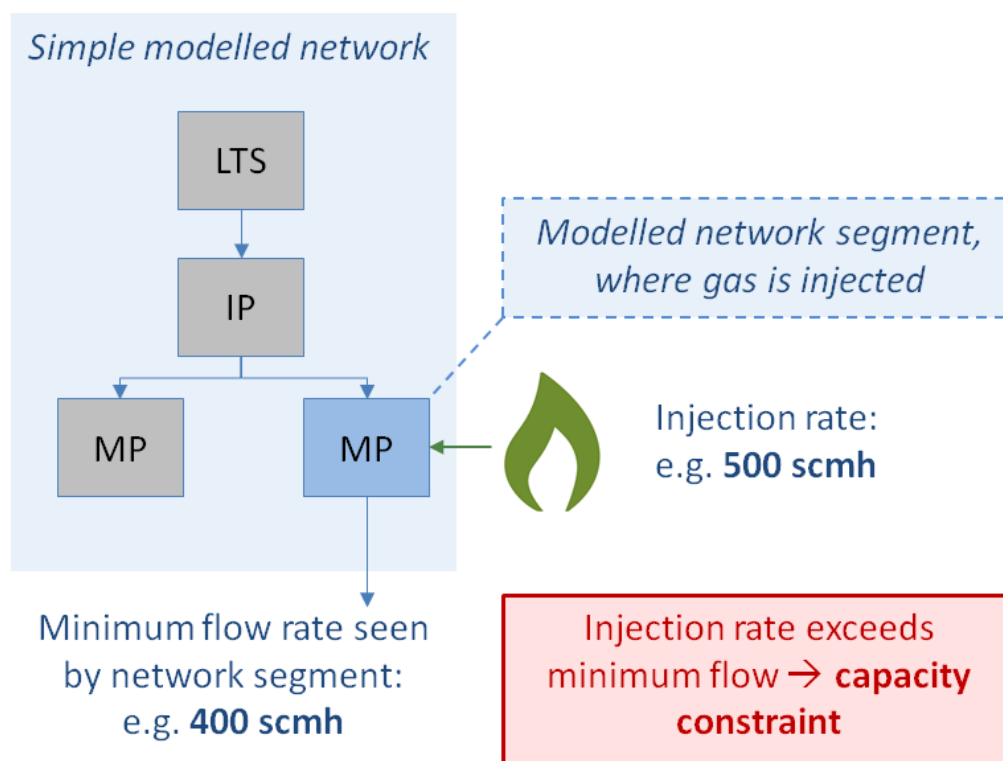 Simple modelled network
LTS
Modelled network segment,
where gas is injected
IP
MP
MP
Injection rate:
e.g. 500 scmh
Minimum flow rate seen
by network segment:
e.g. 400 scmh
Injection rate exceeds
minimum flow → capacity
constraint